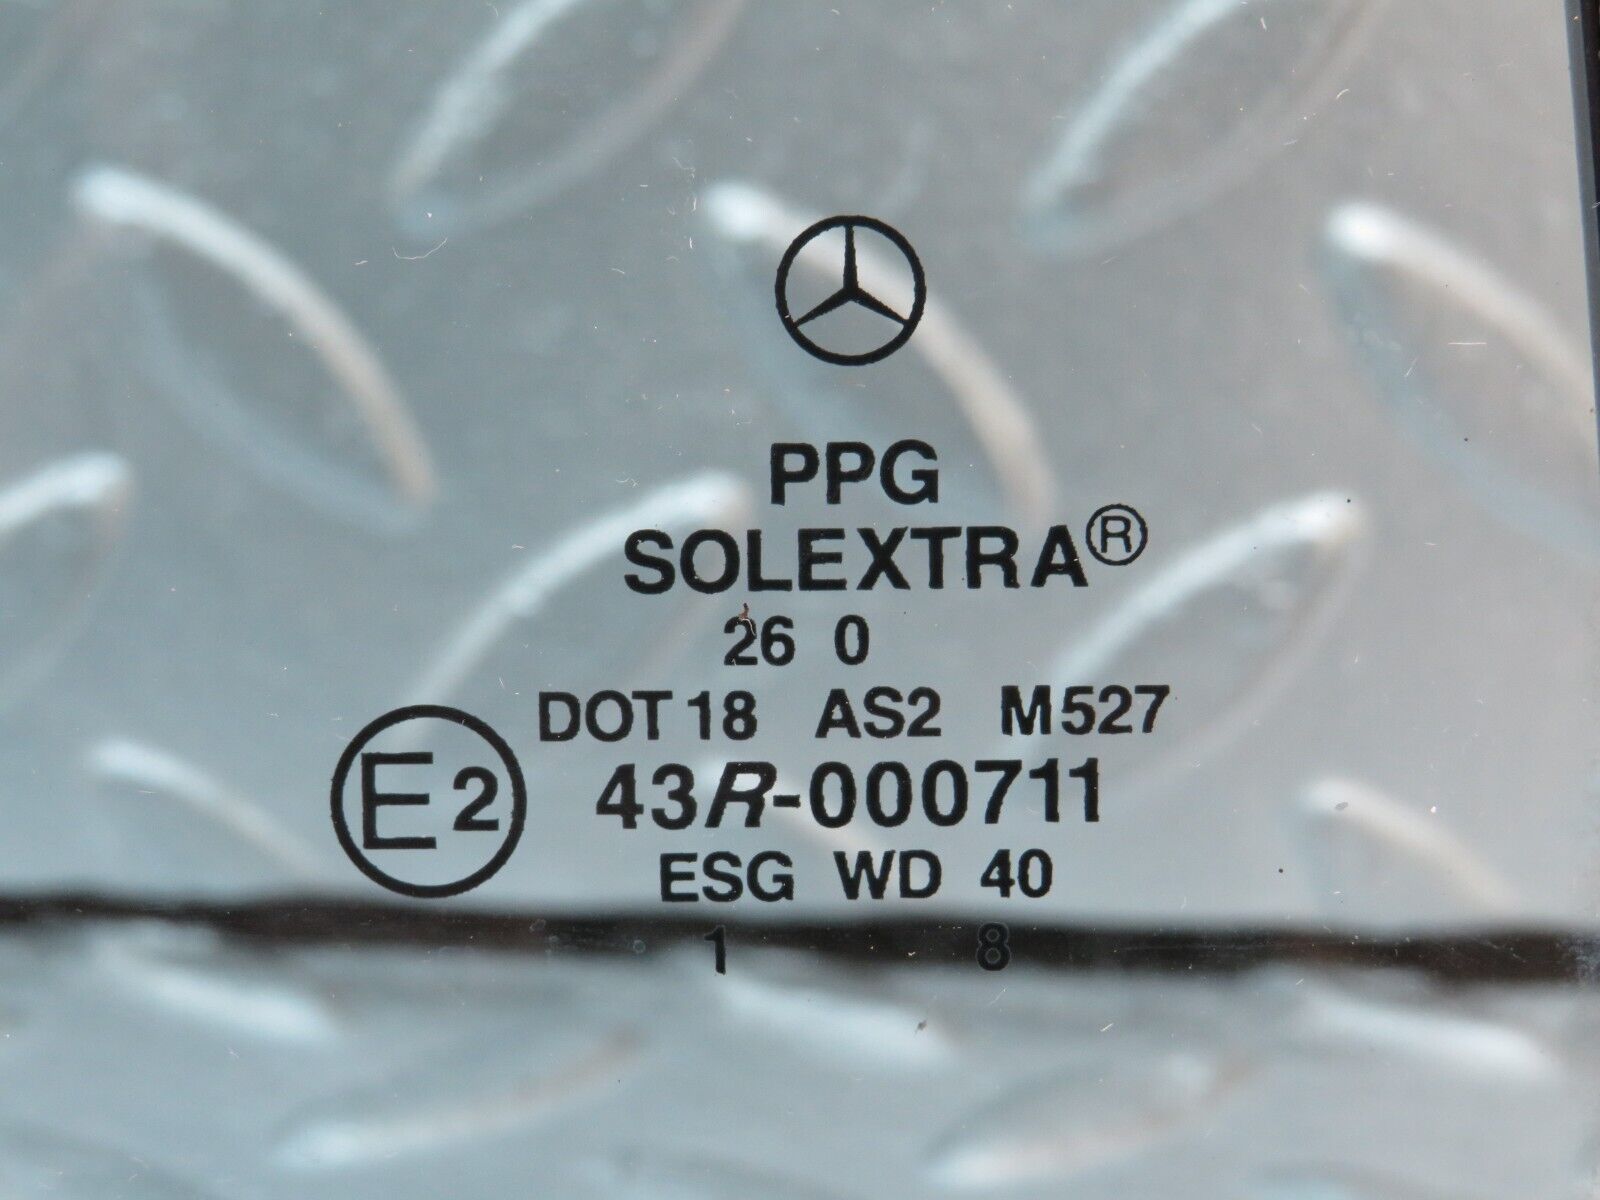 PPG
SOLEXTRA®
26 0
DOT 18 AS2 M527
E2 43R-000711
ESG WD 40
1 8